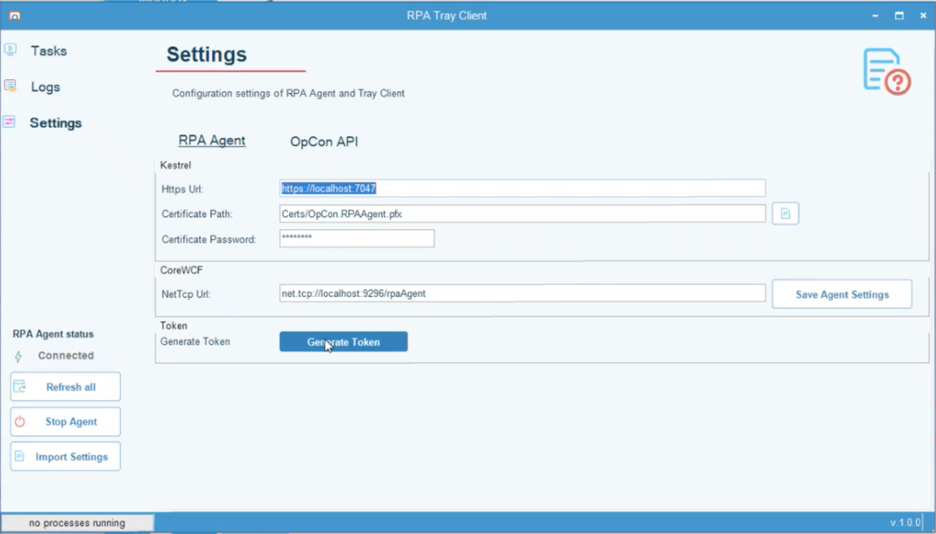 RPA Tray Client
Tasks
Logs
Settings
Settings
Configuration settings of RPA Agent and Tray Client
RPA Agent OpCon API
Kestrel
Https Url: https://localhost:7047
Certificate Path: Certs/OpCon.RPAAgent.pfx
Certificate Password: ********
CoreWCF
NetTcp Url: net.tcp://localhost:9296/rpaAgent Save Agent Settings
Token
Generate Token Generate Token
RPA Agent status
Connected
Refresh all
Stop Agent
Import Settings
no processes running v.1.0.0